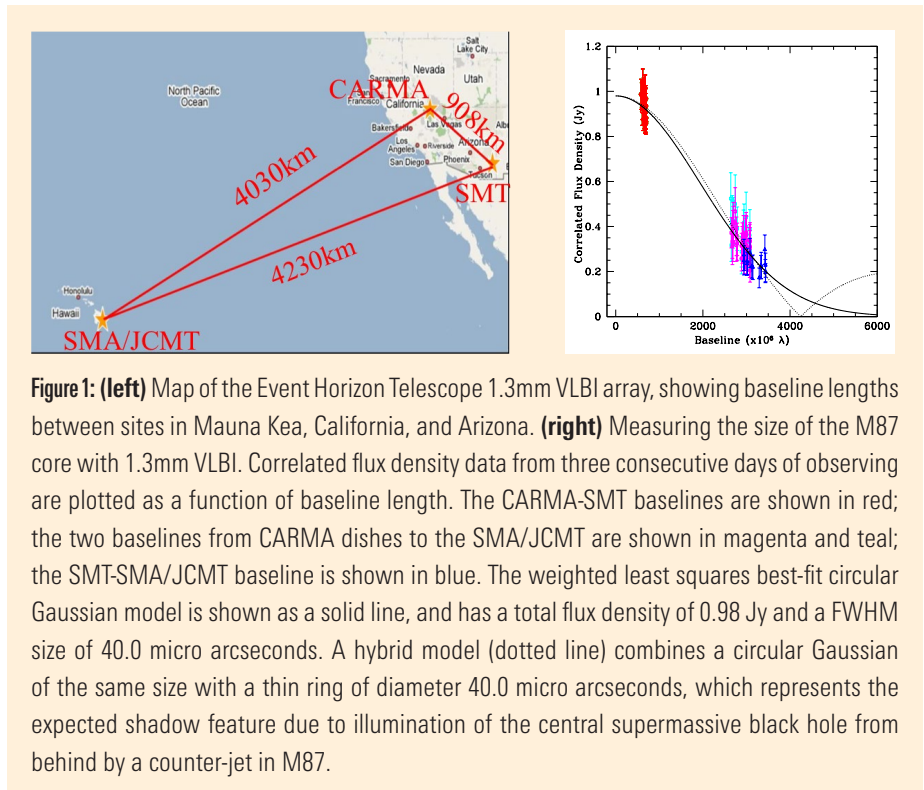 North Pacific
Ocean
Salt
Lake City
Nevada
Utah
CARMA
Sacramento
San
Francisco
California
908km
Las Vegas
Bakersfield
Los
Angeles
Riverside
Arizona
Albu
San Diego
Phoenix
Tucson
SMT
4030km
4230km
Honolulu
Hawaii
SMA/JCMT
Correlated Flux Density (Jy)
1.2
1
0.8
0.6
0.4
0.2
0
0
2000
4000
6000
Baseline (x10⁶ λ)
Figure 1: (left) Map of the Event Horizon Telescope 1.3mm VLBI array, showing baseline lengths
between sites in Mauna Kea, California, and Arizona. (right) Measuring the size of the M87
core with 1.3mm VLBI. Correlated flux density data from three consecutive days of observing
are plotted as a function of baseline length. The CARMA-SMT baselines are shown in red;
the two baselines from CARMA dishes to the SMA/JCMT are shown in magenta and teal;
the SMT-SMA/JCMT baseline is shown in blue. The weighted least squares best-fit circular
Gaussian model is shown as a solid line, and has a total flux density of 0.98 Jy and a FWHM
size of 40.0 micro arcseconds. A hybrid model (dotted line) combines a circular Gaussian
of the same size with a thin ring of diameter 40.0 micro arcseconds, which represents the
expected shadow feature due to illumination of the central supermassive black hole from
behind by a counter-jet in M87.